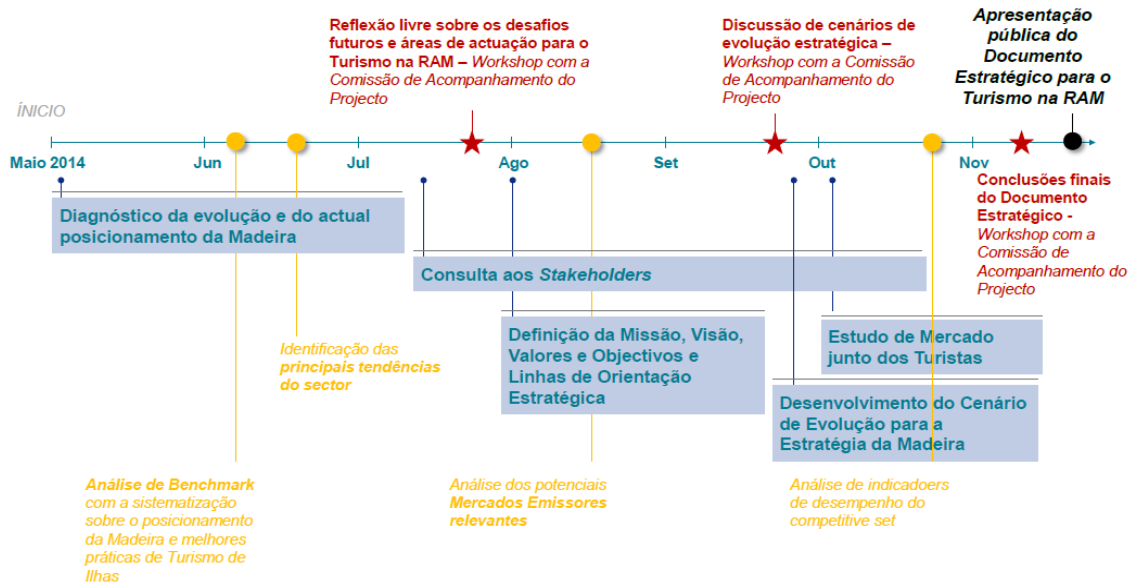 Reflexão livre sobre os desafios
futuros e áreas de actuação para o
Turismo na RAM – Workshop com a
Comissão de Acompanhamento do
Projecto
Discussão de cenários de
evolução estratégica –
Workshop com a Comissão
de Acompanhamento do
Projecto
Apresentação
pública do
Documento
Estratégico para o
Turismo na RAM
ÍNICIO
Maio 2014
Jun
Jul
Ago
Set
Out
Nov
Diagnóstico da evolução e do actual
posicionamento da Madeira
Consulta aos Stakeholders
Conclusões finais
do Documento
Estratégico -
Workshop com a
Comissão de
Acompanhamento do
Projecto
Identificação das
principais tendências
do sector
Definição da Missão, Visão,
Valores e Objectivos e
Linhas de Orientação
Estratégica
Estudo de Mercado
junto dos Turistas
Desenvolvimento do Cenário
de Evolução para a
Estratégia da Madeira
Análise de Benchmark
com a sistematização
sobre o posicionamento
da Madeira e melhores
práticas de Turismo de
Ilhas
Análise dos potenciais
Mercados Emissores
relevantes
Análise de indicadoers
de desempenho do
competitive set